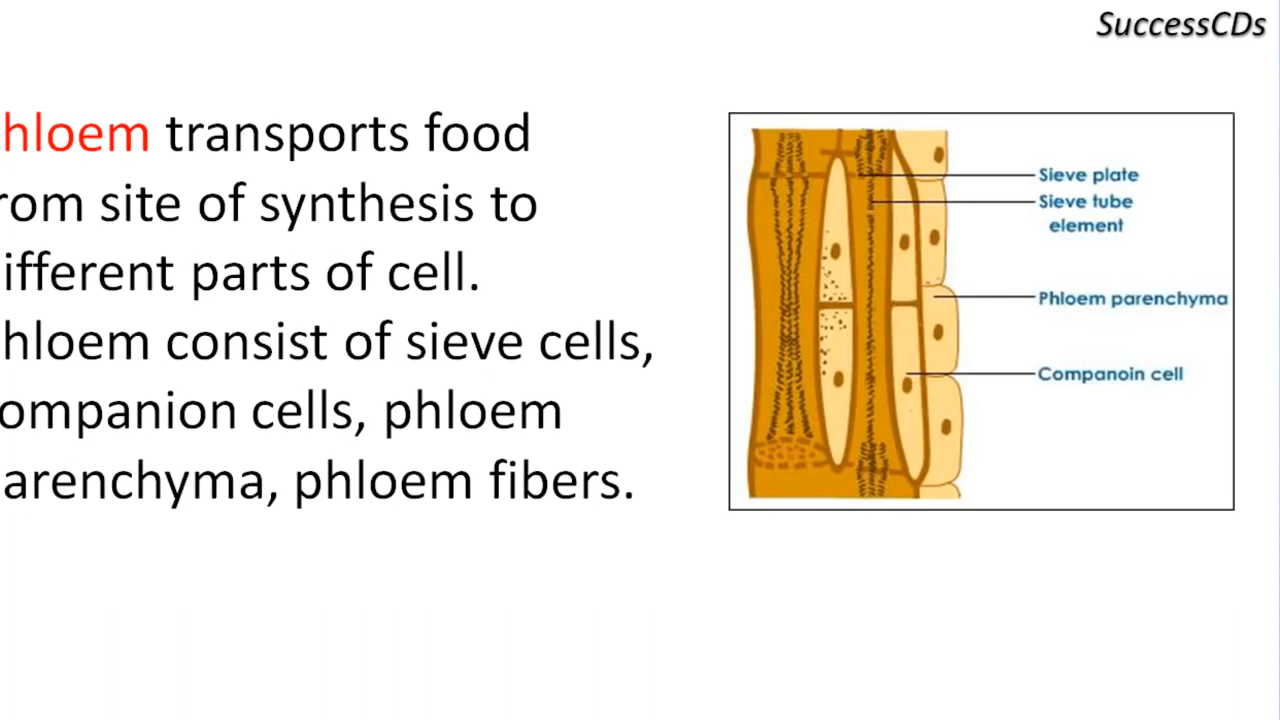 SuccessCDs
hloem transports food
rom site of synthesis to
ifferent parts of cell.
hloem consist of sieve cells,
ompanion cells, phloem
arenchyma, phloem fibers.
Sieve plate
Sieve tube
element
Phloem parenchyma
Companoin cell